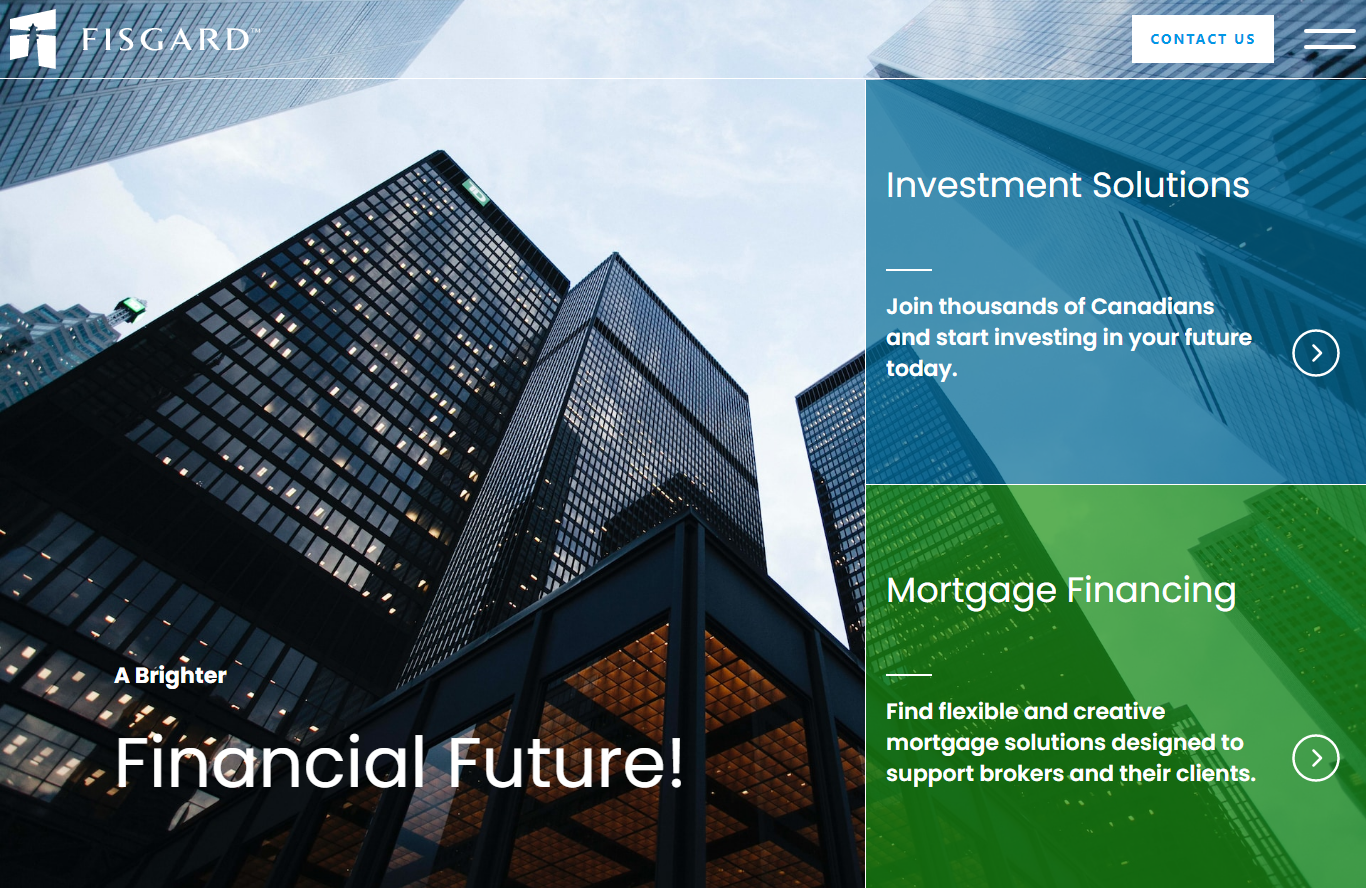 FISGARD™
CONTACT US
Investment Solutions
Join thousands of Canadians
and start investing in your future
today.
A Brighter
Financial Future!
Mortgage Financing
Find flexible and creative
mortgage solutions designed to
support brokers and their clients.